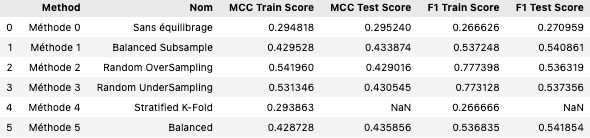 Méthode Nom MCC Train Score MCC Test Score F1 Train Score F1 Test Score
0 Méthode 0 Sans équilibrage 0.294818 0.295240 0.266626 0.270959
1 Méthode 1 Balanced Subsample 0.429528 0.433874 0.537248 0.540861
2 Méthode 2 Random OverSampling 0.541960 0.429016 0.777398 0.536319
3 Méthode 3 Random UnderSampling 0.531346 0.430545 0.773128 0.537356
4 Méthode 4 Stratified K-Fold 0.293863 NaN 0.266666 NaN
5 Méthode 5 Balanced 0.428728 0.435856 0.536835 0.541854